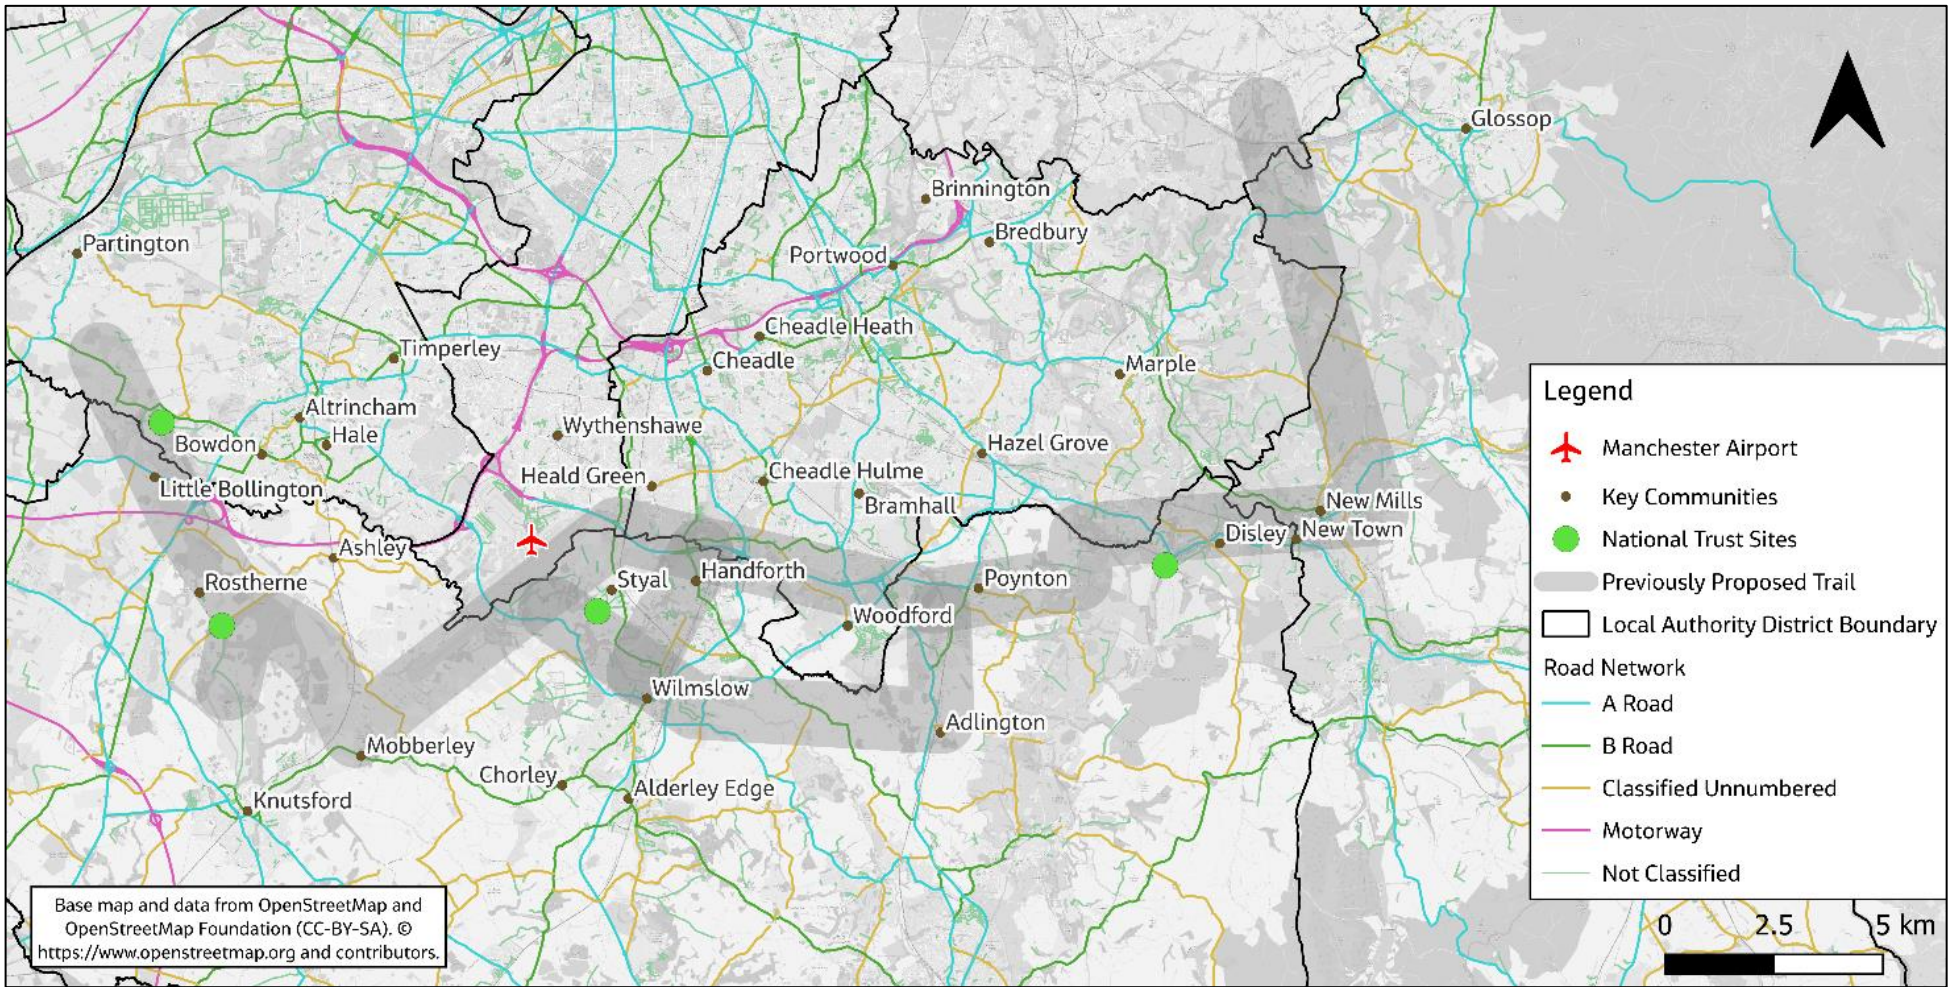 Glossop
Brinnington
Bredbury
Partington
Portwood
Cheadle Heath
Timperley
Cheadle
Marple
Altrincham
Wythenshawe
Hale
Bowdon
Hazel Grove
Heald Green
Cheadle Hulme
Little Bollington
Bramhall
New Mills
Disley
New Town
Ashley
Rostherne
Styal
Handforth
Poynton
Woodford
Wilmslow
Adlington
Mobberley
Chorley
Alderley Edge
Knutsford
Legend
Manchester Airport
Key Communities
National Trust Sites
Previously Proposed Trail
Local Authority District Boundary
Road Network
A Road
B Road
Classified Unnumbered
Motorway
Not Classified
0 2.5 5 km
Base map and data from OpenStreetMap and
OpenStreetMap Foundation (CC-BY-SA). ©
https://www.openstreetmap.org and contributors.